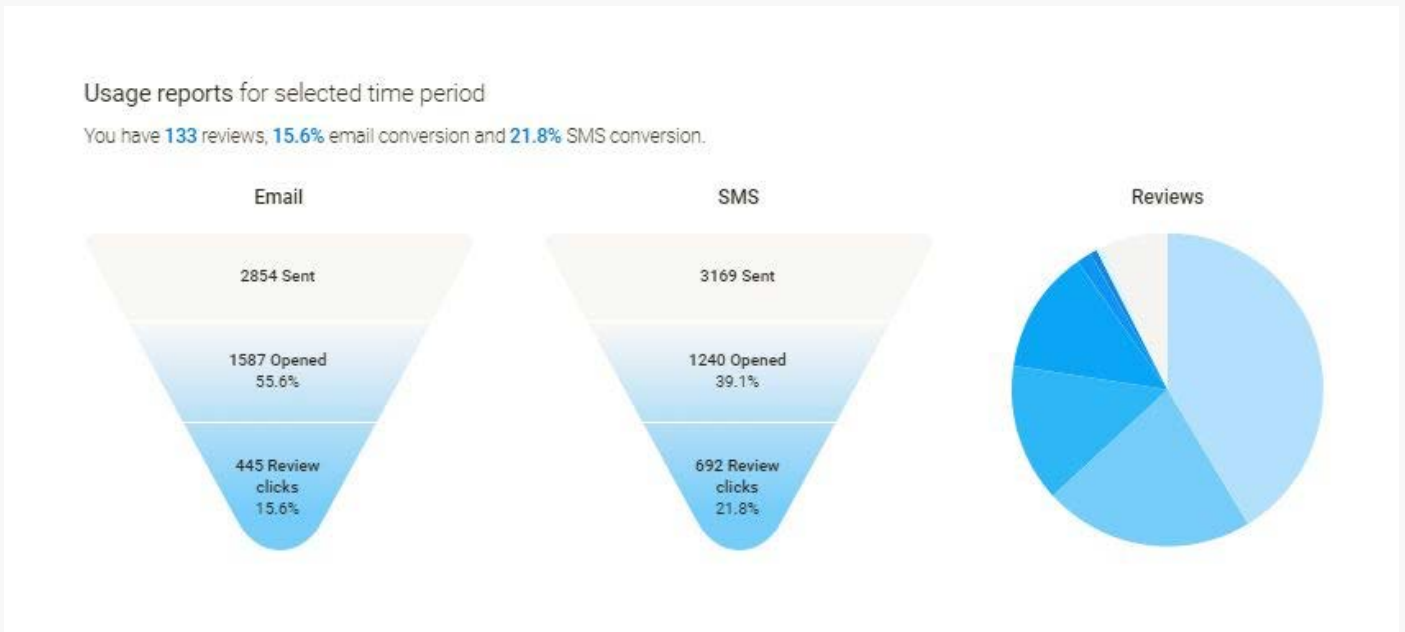 Usage reports for selected time period
You have 133 reviews, 15.6% email conversion and 21.8% SMS conversion.
Email
2854 Sent
1587 Opened
55.6%
445 Review
clicks
15.6%
SMS
3169 Sent
1240 Opened
39.1%
692 Review
clicks
21.8%
Reviews